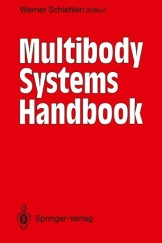 Werner Schiehlen (Editor)
Multibody
Systems
Handbook
Springer-Verlag